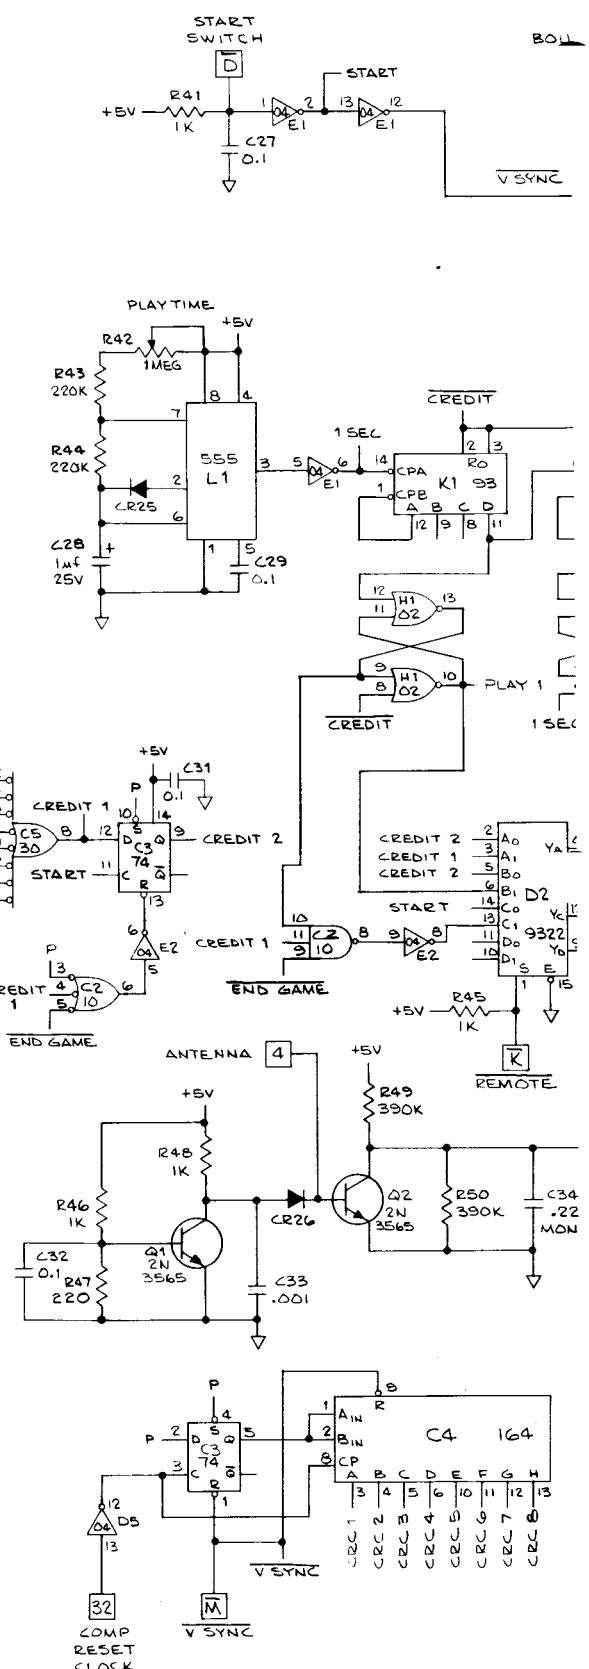 START
SWITCH
D
BOIL
START
R41
+5V
1K
1
04
2
E1
13
04
12
E1
C27
0.1
V SYNC
PLAYTIME
R42
1MEG
+5V
R43
220K
8
4
7
R44
220K
555
L1
2
CR25
6
3
5
04
6
E1
1 SEC
CREDIT
2
3
14
CPA
R0
K1
93
1
CPB
A
B
C
D
12
9
8
11
C28
1µf
25V
+
1
5
C29
0.1
12
11
H1
02
13
9
8
H1
02
10
PLAY 1
CREDIT
1 SEC
+5V
C31
0.1
P
10
14
CREDIT 1
C5
30
8
12
D
S
Q
9
CREDIT 2
C3
74
START
11
C
Q
R
13
6
04
E2
5
P
3
4
5
C2
10
6
CREDIT
1
END GAME
10
CREDIT 1
11
9
C2
10
8
9
04
8
E2
END GAME
CREDIT 2
2
A0
YA
CREDIT 1
3
A1
CREDIT 2
5
B0
6
B1
D2
START
14
C0
YC
13
C1
9322
11
D0
YD
10
D1
S
E
1
15
+5V
R45
1K
K
REMOTE
ANTENNA
4
+5V
R49
390K
+5V
R48
1K
R46
1K
CR26
Q2
2N
3565
R50
390K
C34
.22
MON
C32
0.1
R47
220
Q1
2N
3565
C33
.001
P
4
9
R
P
2
D
S
Q
5
C3
74
3
C
Q
R
1
1
AIN
2
BIN
C4
164
8
CP
A
B
C
D
E
F
G
H
3
4
5
6
10
11
12
13
CRC 1
CRC 2
CRC 3
CRC 4
CRC 5
CRC 6
CRC 7
CRC 8
12
04
D5
13
V SYNC
32
COMP
RESET
CLOCK
M
V SYNC